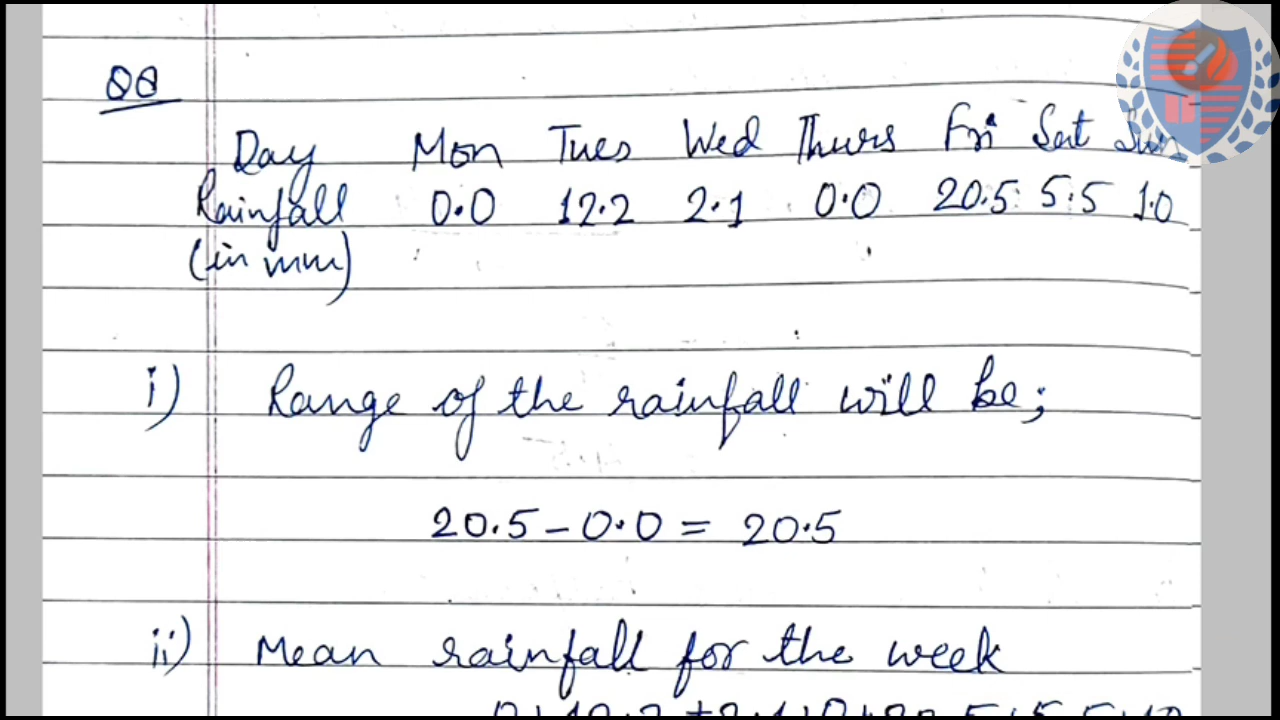 Q8
Day Mon Tues Wed Thurs Fri Sat Sun
Rainfall 0.0 12.2 2.1 0.0 20.5 5.5 1.0
(in mm)
i) Range of the rainfall will be;
20.5 - 0.0 = 20.5
ii) Mean rainfall for the week